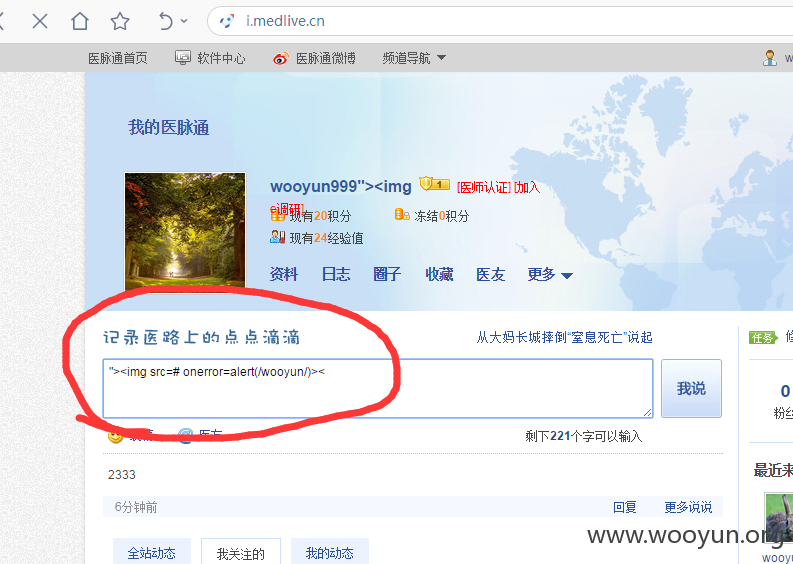 i.medlive.cn
医脉通首页 软件中心 医脉通微博 频道导航 w
我的医脉通
wooyun999"><img 1 [医师认证] [加入
e调研]
现有20积分 冻结0积分
现有24经验值
资料 日志 圈子 收藏 医友 更多
记录医路上的点点滴滴 从大妈长城摔倒“窒息死亡”说起 任务
"><img src=# onerror=alert(/wooyun/)>< 我说
0
粉丝
医友 剩下221个字可以输入
2333
最近来
6分钟前 回复 更多说说
www.wooyun.org
全站动态 我关注的 我的动态
wooyu